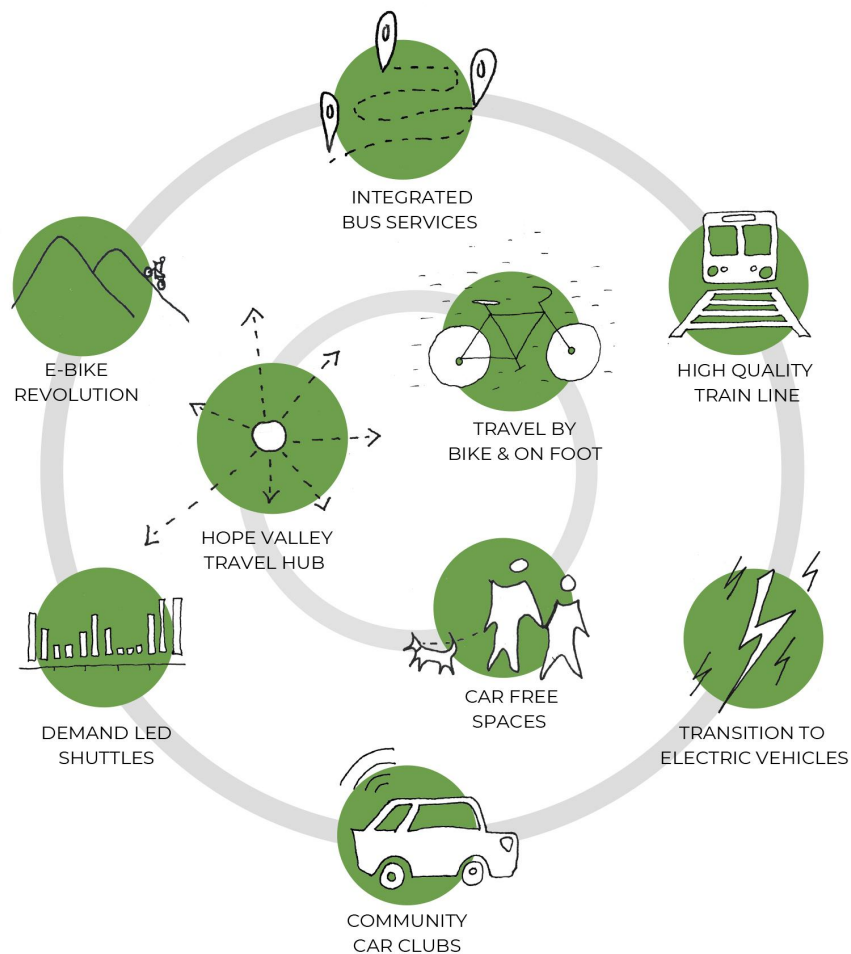 INTEGRATED
BUS SERVICES
E-BIKE
REVOLUTION
HIGH QUALITY
TRAIN LINE
TRAVEL BY
BIKE & ON FOOT
HOPE VALLEY
TRAVEL HUB
CAR FREE
SPACES
DEMAND LED
SHUTTLES
TRANSITION TO
ELECTRIC VEHICLES
COMMUNITY
CAR CLUBS